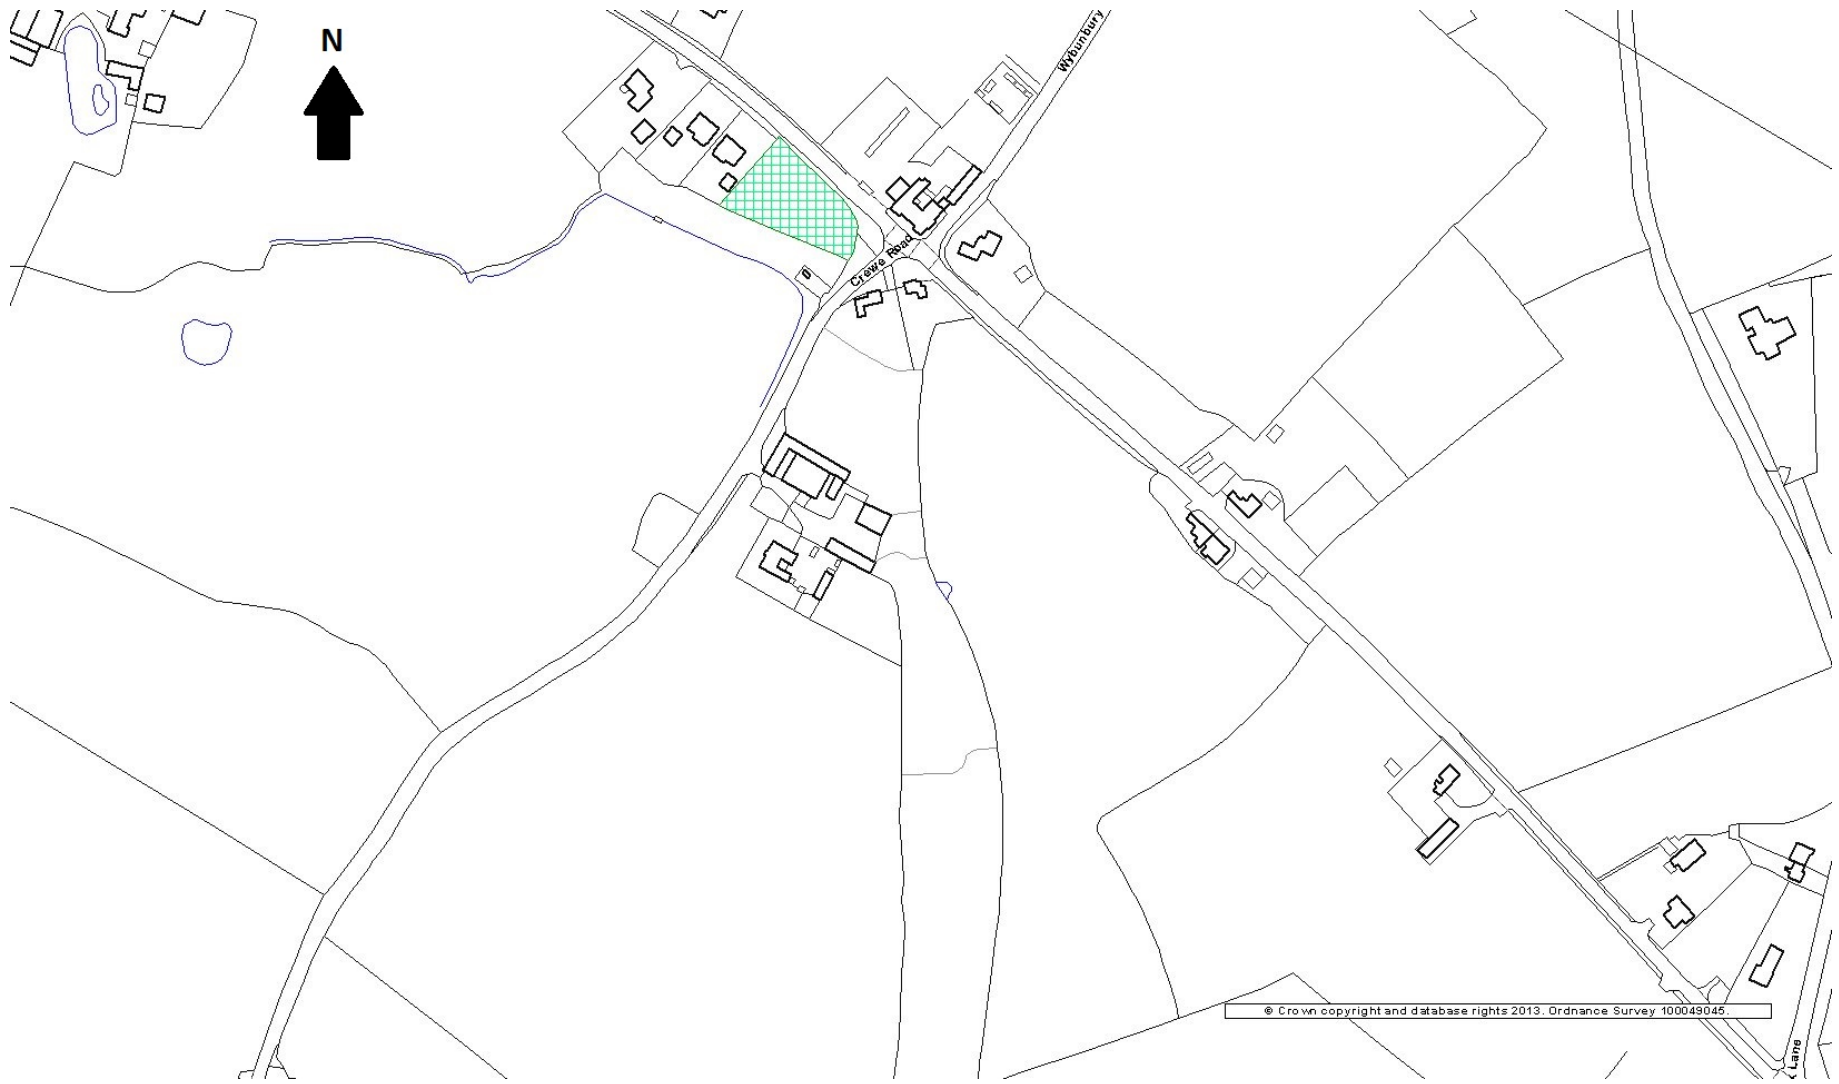 N
Wybunbury
Crewe Road
© Crown copyright and database rights 2013. Ordnance Survey 100049045.
Lane